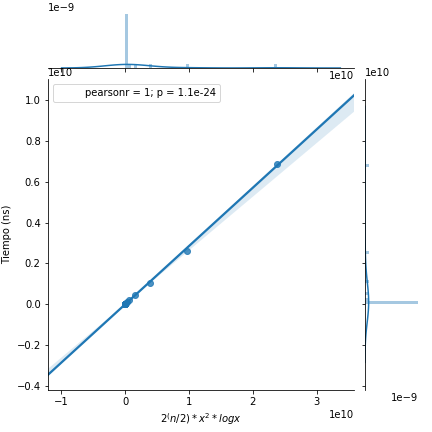 1e−9
1e10
1e10
1e10
pearsonr = 1; p = 1.1e-24
1.0
0.8
0.6
0.4
0.2
0.0
−0.2
−0.4
Tiempo (ns)
−1 0 1 2 3
1e10
1e−9
2^(n/2) * x² * logx